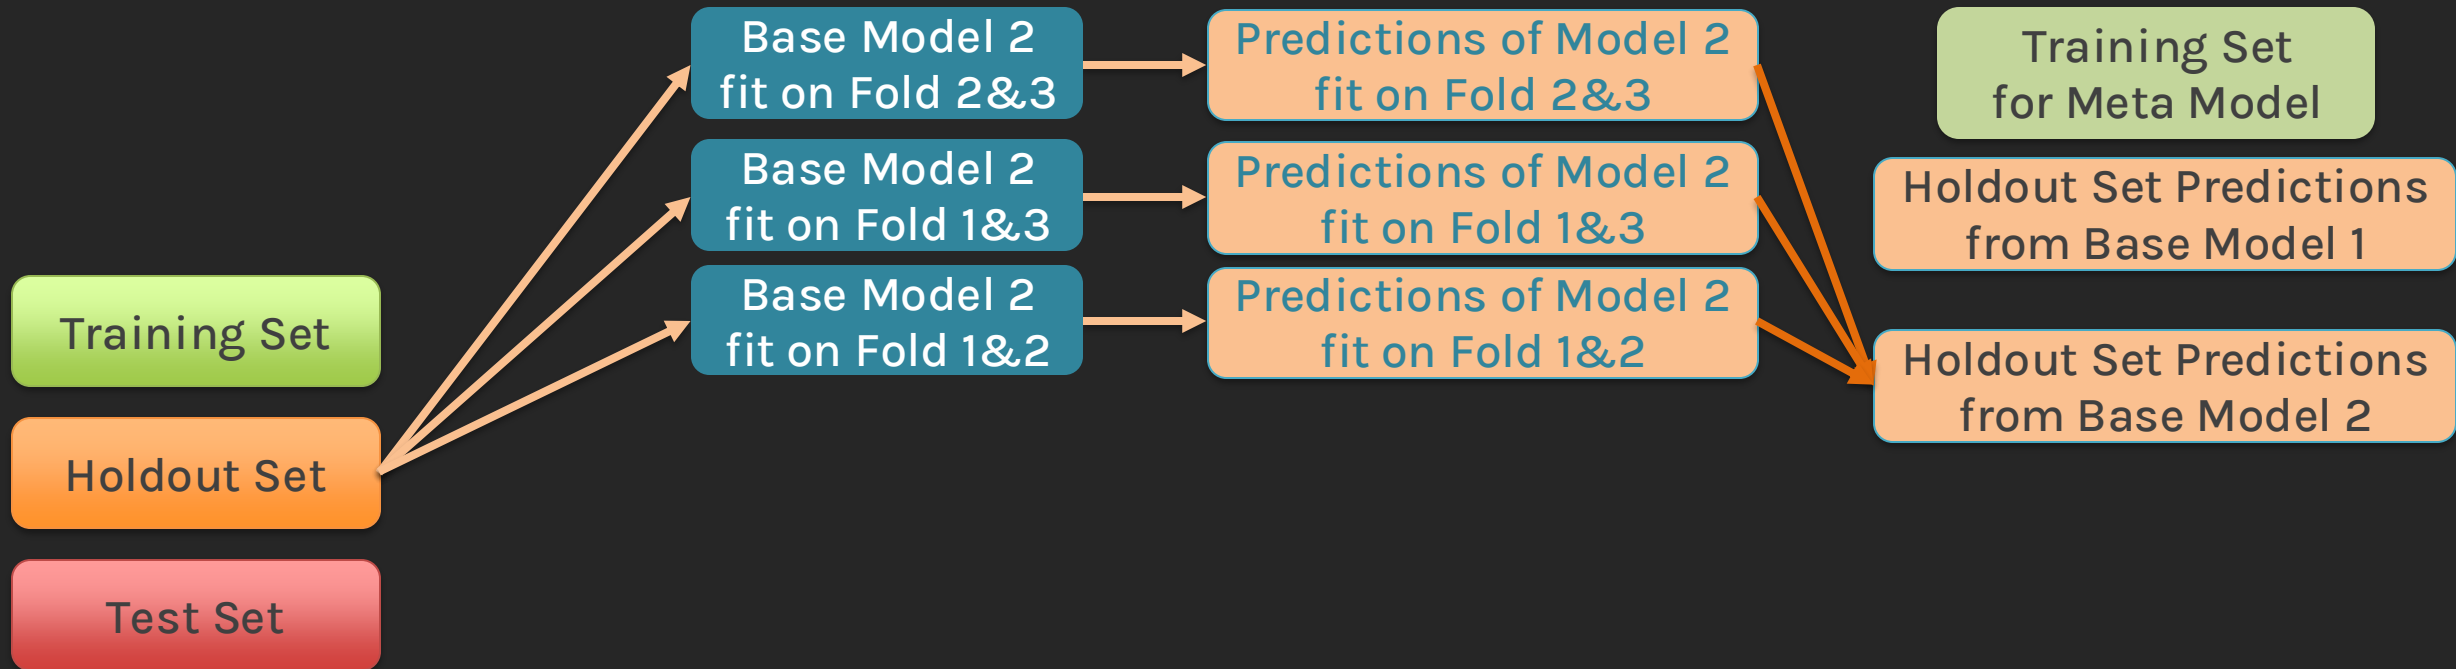 Base Model 2
fit on Fold 2&3
Predictions of Model 2
fit on Fold 2&3
Training Set
for Meta Model
Base Model 2
fit on Fold 1&3
Predictions of Model 2
fit on Fold 1&3
Holdout Set Predictions
from Base Model 1
Training Set
Base Model 2
fit on Fold 1&2
Predictions of Model 2
fit on Fold 1&2
Holdout Set Predictions
from Base Model 2
Holdout Set
Test Set